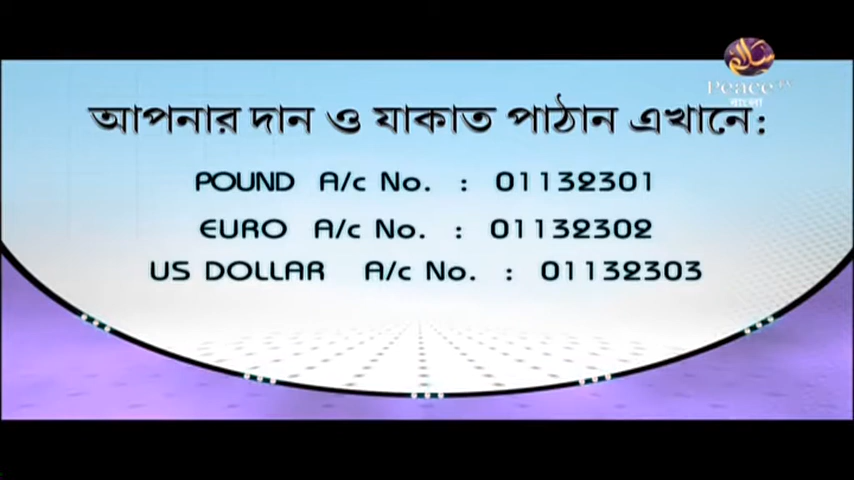 Peace TV
বাংলা
আপনার দান ও যাকাত পাঠান এখানে:
POUND A/c No. : 01132301
EURO A/c No. : 01132302
US DOLLAR A/c No. : 01132303